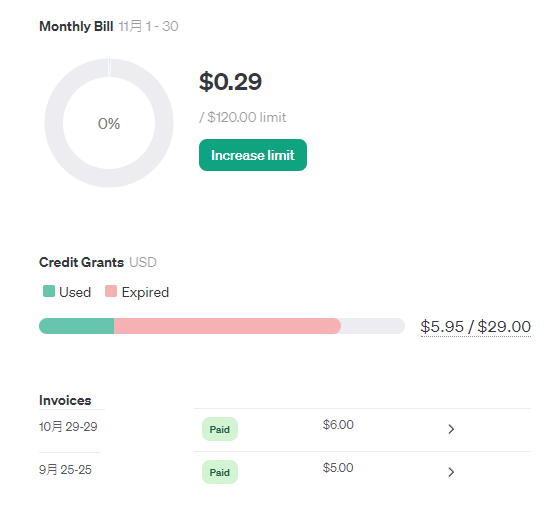 Monthly Bill 11月 1 - 30
0%
$0.29
/ $120.00 limit
Increase limit
Credit Grants USD
Used Expired
$5.95 / $29.00
Invoices
10月 29-29 Paid $6.00
9月 25-25 Paid $5.00